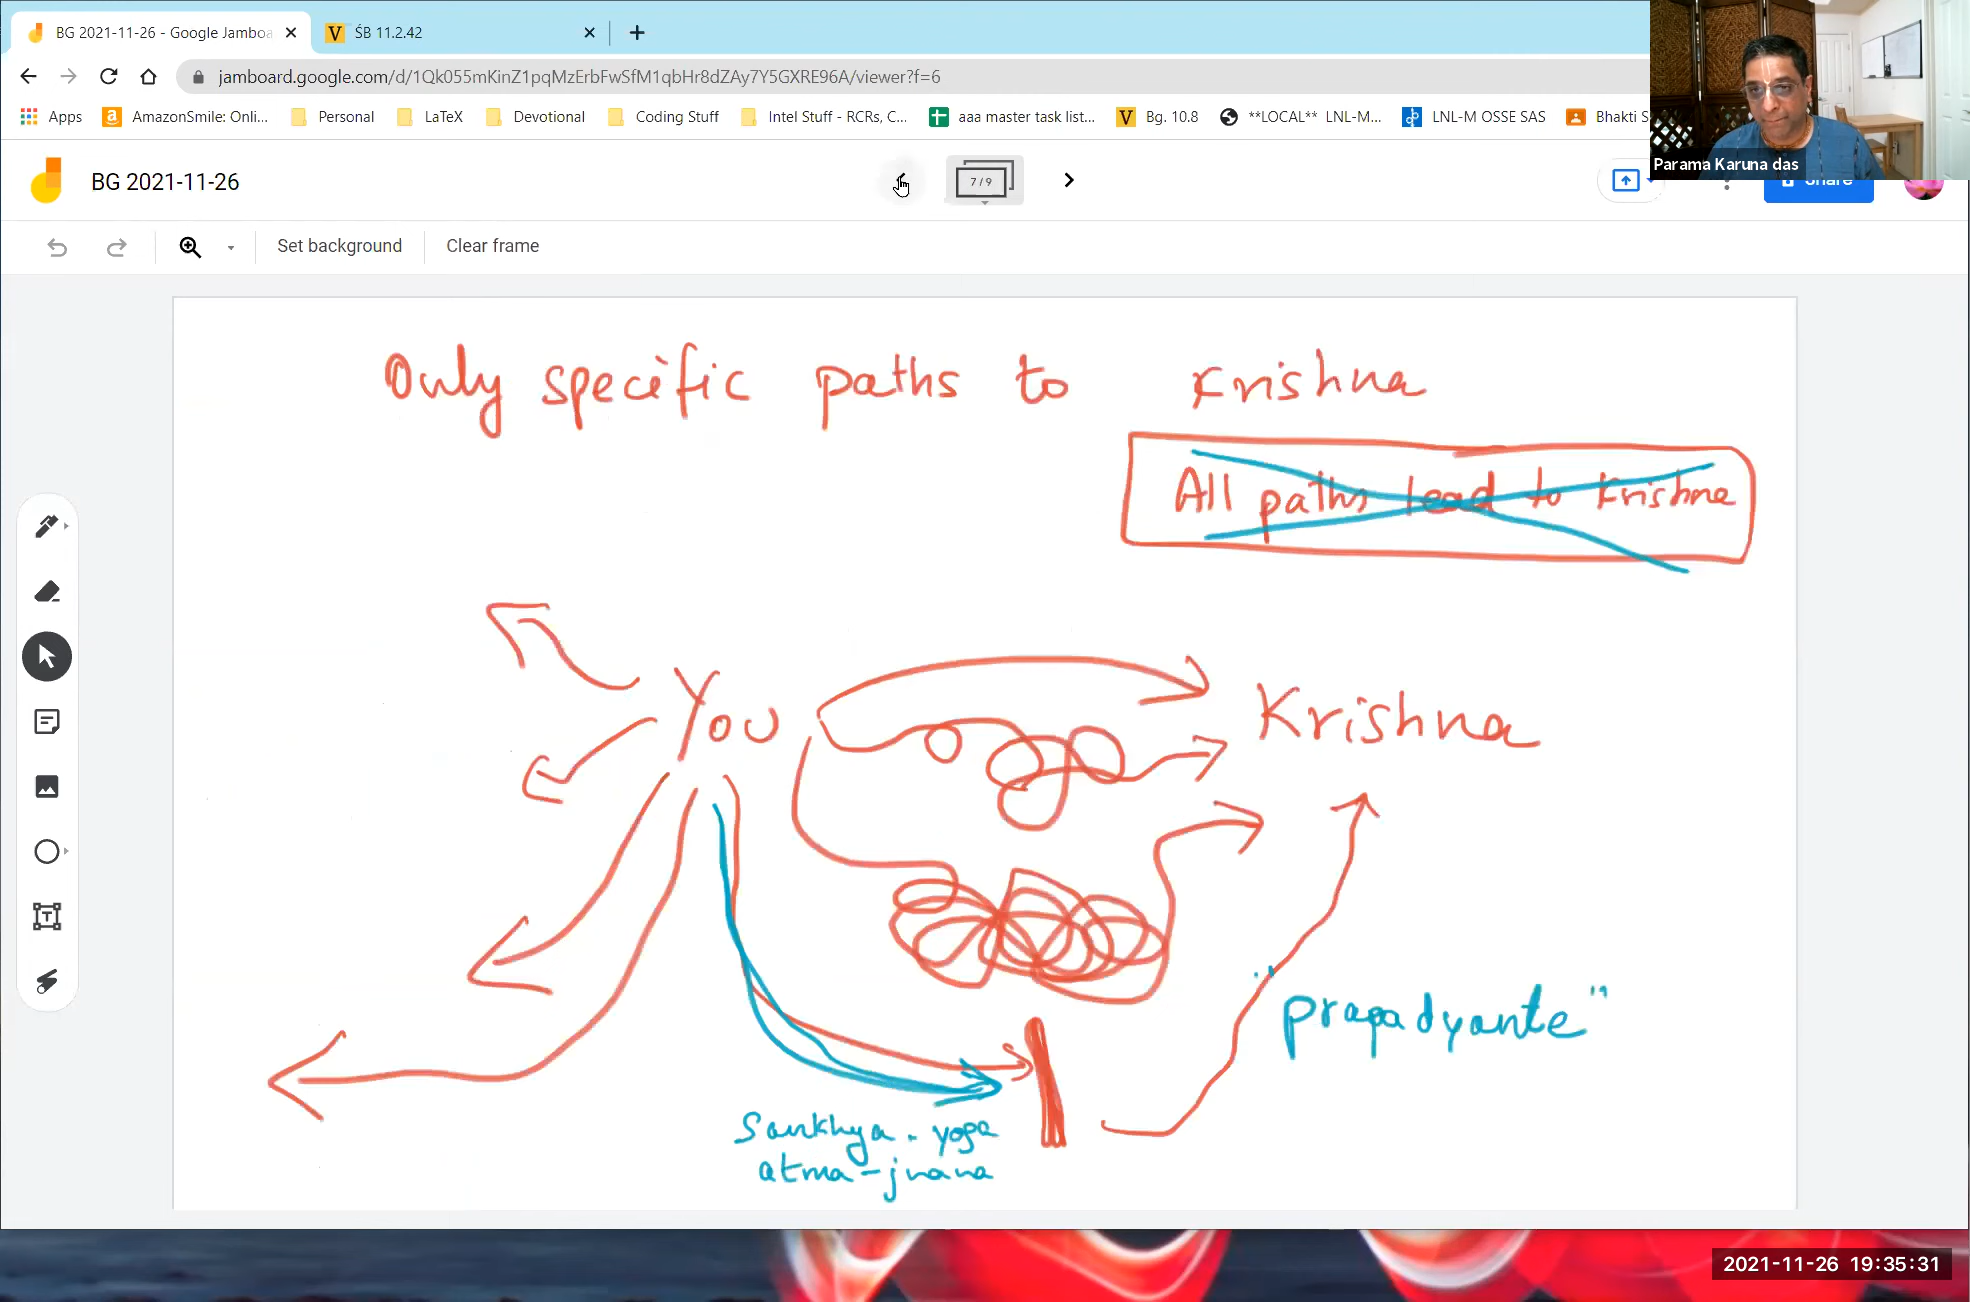 BG 2021-11-26 - Google Jamboa
ŚB 11.2.42
jamboard.google.com/d/1Qk055mKinZ1pqMzErbFwSfM1qbHr8dZAy7Y5GXRE96A/viewer?f=6
Apps AmazonSmile: Onli... Personal LaTeX Devotional Coding Stuff Intel Stuff - RCRs, C... aaa master task list... Bg. 10.8 **LOCAL** LNL-M... LNL-M OSSE SAS Bhakti S
Parama Karuna das
BG 2021-11-26
7 / 9
Share
Set background
Clear frame
Only specific paths to Krishna
All paths lead to Krishna
You
Krishna
"prapadyante"
Sankhya - yoga
atma - jnana
2021-11-26 19:35:31